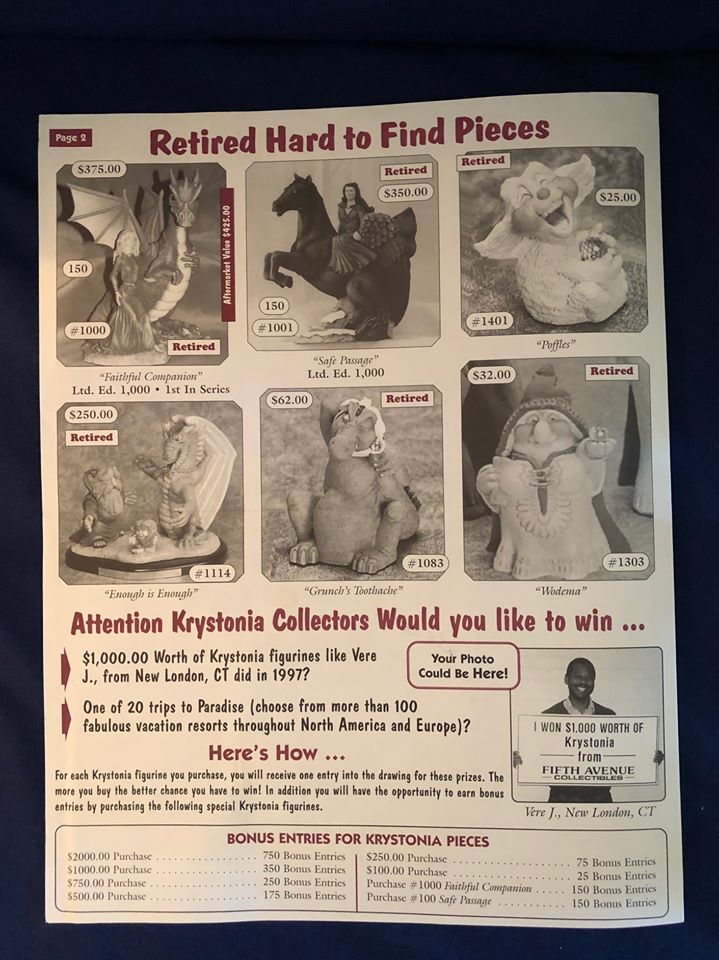 Page 2
Retired Hard to Find Pieces
$375.00
Aftermarket Value $425.00
150
#1000
Retired
"Faithful Companion"
Ltd. Ed. 1,000 • 1st In Series
Retired
$350.00
150
#1001
"Safe Passage"
Ltd. Ed. 1,000
Retired
$25.00
#1401
"Poffles"
$250.00
Retired
#1114
"Enough is Enough"
$62.00
Retired
#1083
"Grunch's Toothache"
$32.00
Retired
#1303
"Wodema"
Attention Krystonia Collectors Would you like to win ...
$1,000.00 Worth of Krystonia figurines like Vere
J., from New London, CT did in 1997?
One of 20 trips to Paradise (choose from more than 100
fabulous vacation resorts throughout North America and Europe)?
Your Photo
Could Be Here!
I WON $1,000 WORTH OF
Krystonia
from
FIFTH AVENUE
COLLECTIBLES
Vere J., New London, CT
Here's How ...
For each Krystonia figurine you purchase, you will receive one entry into the drawing for these prizes. The
more you buy the better chance you have to win! In addition you will have the opportunity to earn bonus
entries by purchasing the following special Krystonia figurines.
BONUS ENTRIES FOR KRYSTONIA PIECES
$2000.00 Purchase . . . . . . . . . . . . . . . . . . 750 Bonus Entries
$1000.00 Purchase . . . . . . . . . . . . . . . . . . 350 Bonus Entries
$750.00 Purchase . . . . . . . . . . . . . . . . . . . 250 Bonus Entries
$500.00 Purchase . . . . . . . . . . . . . . . . . . . 175 Bonus Entries
$250.00 Purchase . . . . . . . . . . . . . . . . . . . 75 Bonus Entries
$100.00 Purchase . . . . . . . . . . . . . . . . . . . 25 Bonus Entries
Purchase #1000 Faithful Companion . . . . . 150 Bonus Entries
Purchase #100 Safe Passage . . . . . . . . . . . 150 Bonus Entries